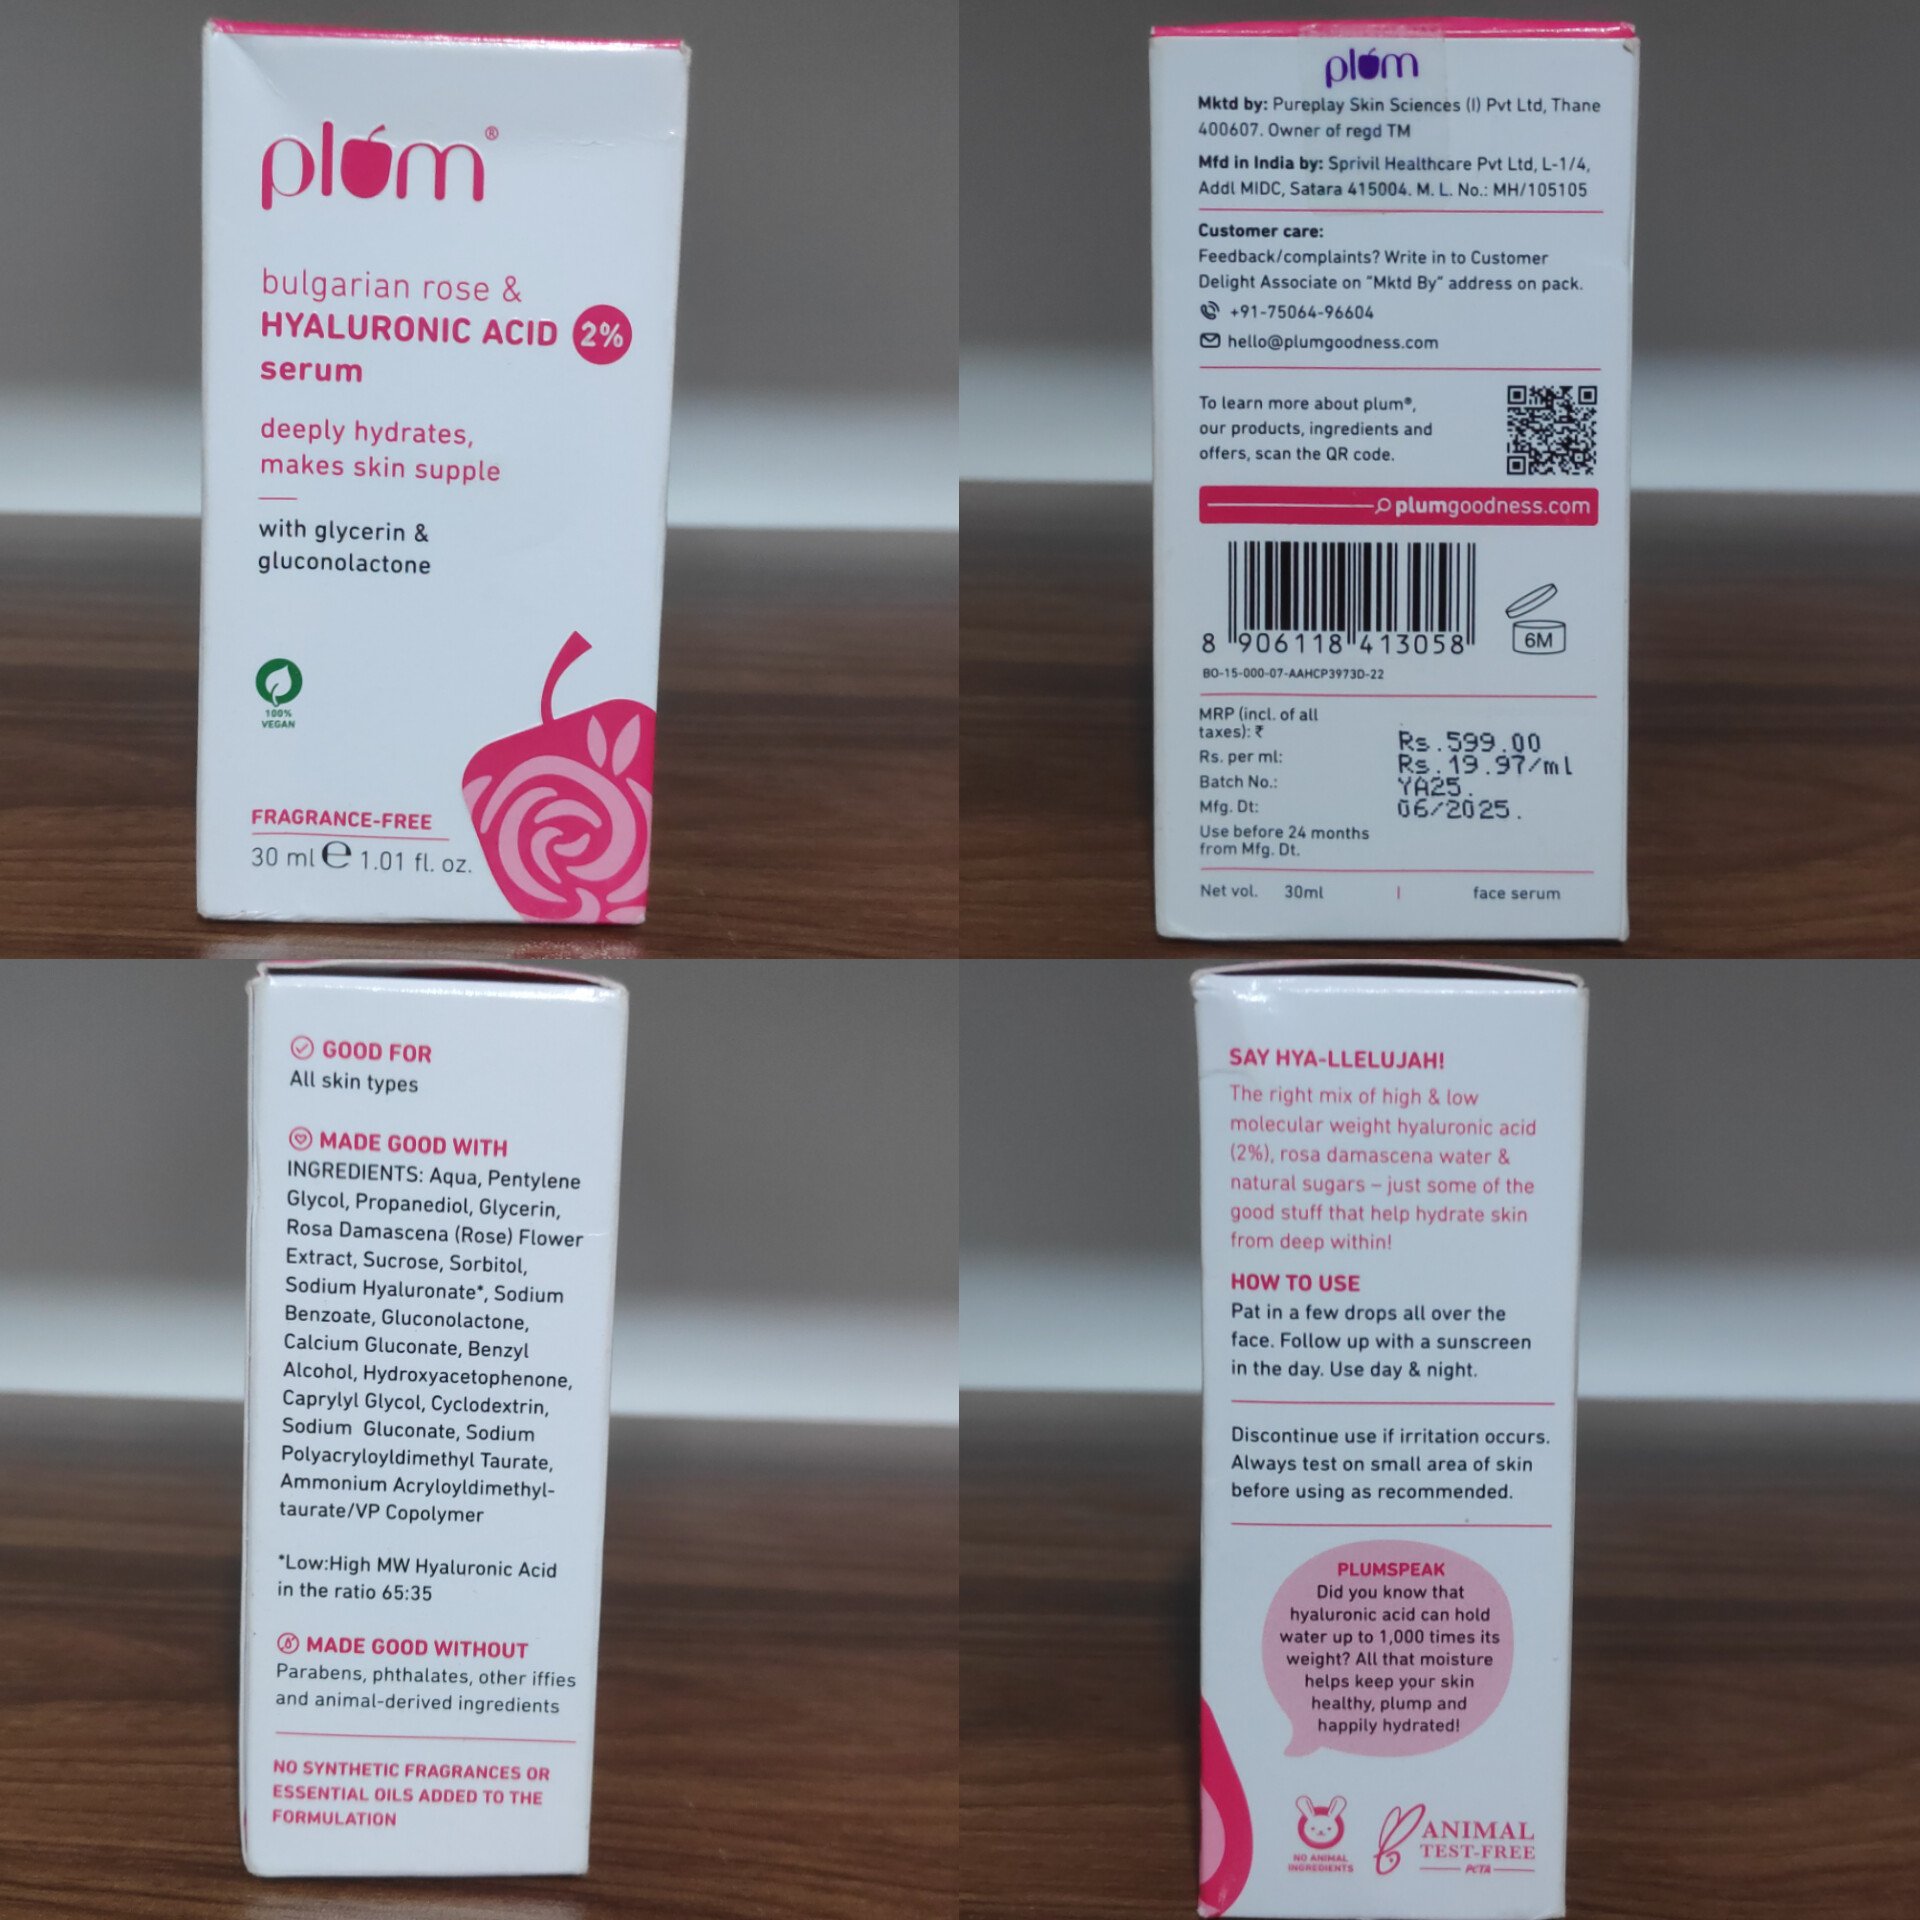 plum®
bulgarian rose &
HYALURONIC ACID 2%
serum
deeply hydrates,
makes skin supple
with glycerin &
gluconolactone
100%
VEGAN
FRAGRANCE-FREE
30 ml e 1.01 fl. oz.
plum
Mktd by: Pureplay Skin Sciences (I) Pvt Ltd, Thane
400607. Owner of regd TM
Mfd in India by: Sprivil Healthcare Pvt Ltd, L-1/4,
Addl MIDC, Satara 415004. M. L. No.: MH/105105
Customer care:
Feedback/complaints? Write in to Customer
Delight Associate on "Mktd By" address on pack.
+91-75064-96604
hello@plumgoodness.com
To learn more about plum®,
our products, ingredients and
offers, scan the QR code.
plumgoodness.com
8 906118 413058
6M
BO-15-000-07-AAHCP3973D-22
MRP (incl. of all
taxes): ₹ Rs.599.00
Rs. per ml: Rs.19.97/ml
Batch No.: YA25.
Mfg. Dt: 06/2025.
Use before 24 months
from Mfg. Dt.
Net vol. 30ml | face serum
GOOD FOR
All skin types
MADE GOOD WITH
INGREDIENTS: Aqua, Pentylene
Glycol, Propanediol, Glycerin,
Rosa Damascena (Rose) Flower
Extract, Sucrose, Sorbitol,
Sodium Hyaluronate*, Sodium
Benzoate, Gluconolactone,
Calcium Gluconate, Benzyl
Alcohol, Hydroxyacetophenone,
Caprylyl Glycol, Cyclodextrin,
Sodium Gluconate, Sodium
Polyacryloyldimethyl Taurate,
Ammonium Acryloyldimethyl-
taurate/VP Copolymer
*Low:High MW Hyaluronic Acid
in the ratio 65:35
MADE GOOD WITHOUT
Parabens, phthalates, other iffies
and animal-derived ingredients
NO SYNTHETIC FRAGRANCES OR
ESSENTIAL OILS ADDED TO THE
FORMULATION
SAY HYA-LLELUJAH!
The right mix of high & low
molecular weight hyaluronic acid
(2%), rosa damascena water &
natural sugars – just some of the
good stuff that help hydrate skin
from deep within!
HOW TO USE
Pat in a few drops all over the
face. Follow up with a sunscreen
in the day. Use day & night.
Discontinue use if irritation occurs.
Always test on small area of skin
before using as recommended.
PLUMSPEAK
Did you know that
hyaluronic acid can hold
water up to 1,000 times its
weight? All that moisture
helps keep your skin
healthy, plump and
happily hydrated!
NO ANIMAL
INGREDIENTS
ANIMAL
TEST-FREE
PCTA